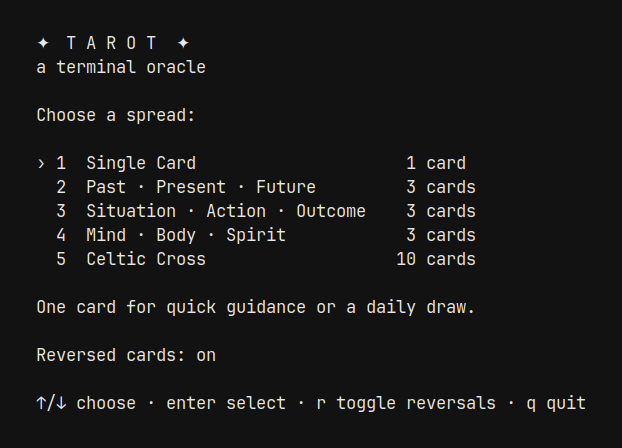 ✦ T A R O T ✦
a terminal oracle
Choose a spread:
› 1 Single Card 1 card
2 Past · Present · Future 3 cards
3 Situation · Action · Outcome 3 cards
4 Mind · Body · Spirit 3 cards
5 Celtic Cross 10 cards
One card for quick guidance or a daily draw.
Reversed cards: on
↑/↓ choose · enter select · r toggle reversals · q quit